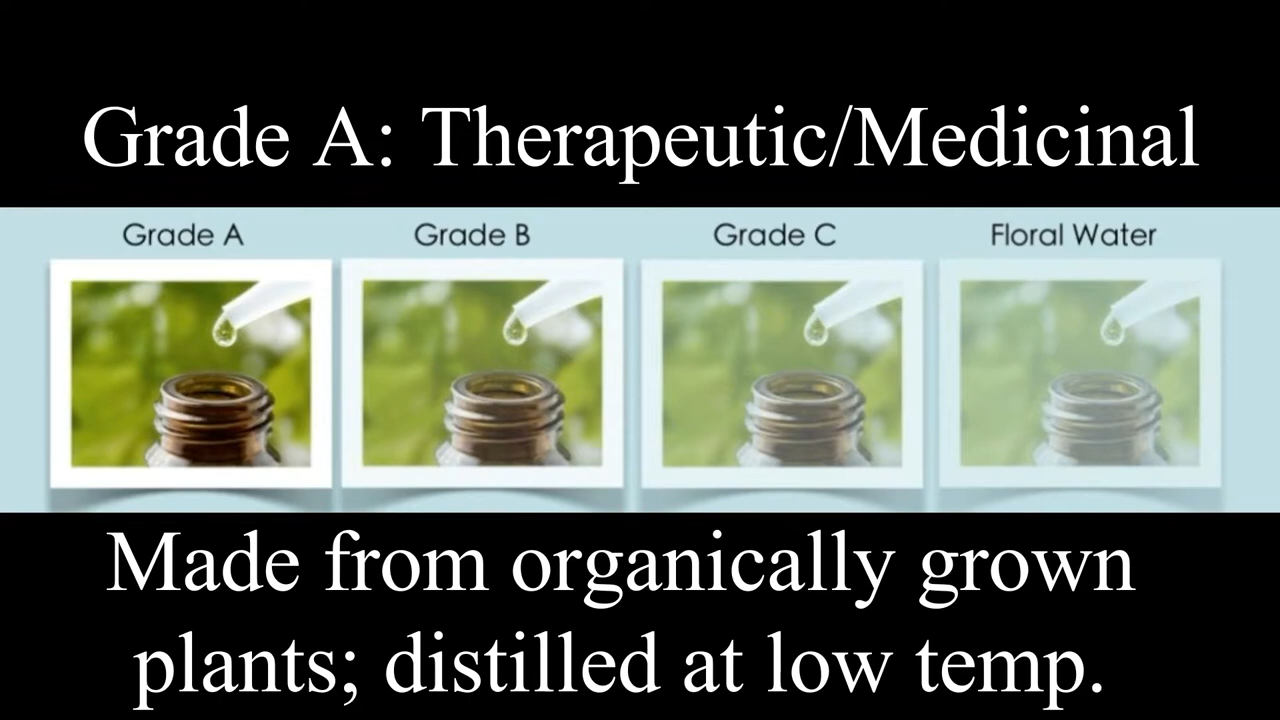 Grade A: Therapeutic/Medicinal
Grade A Grade B Grade C Floral Water
Made from organically grown
plants; distilled at low temp.